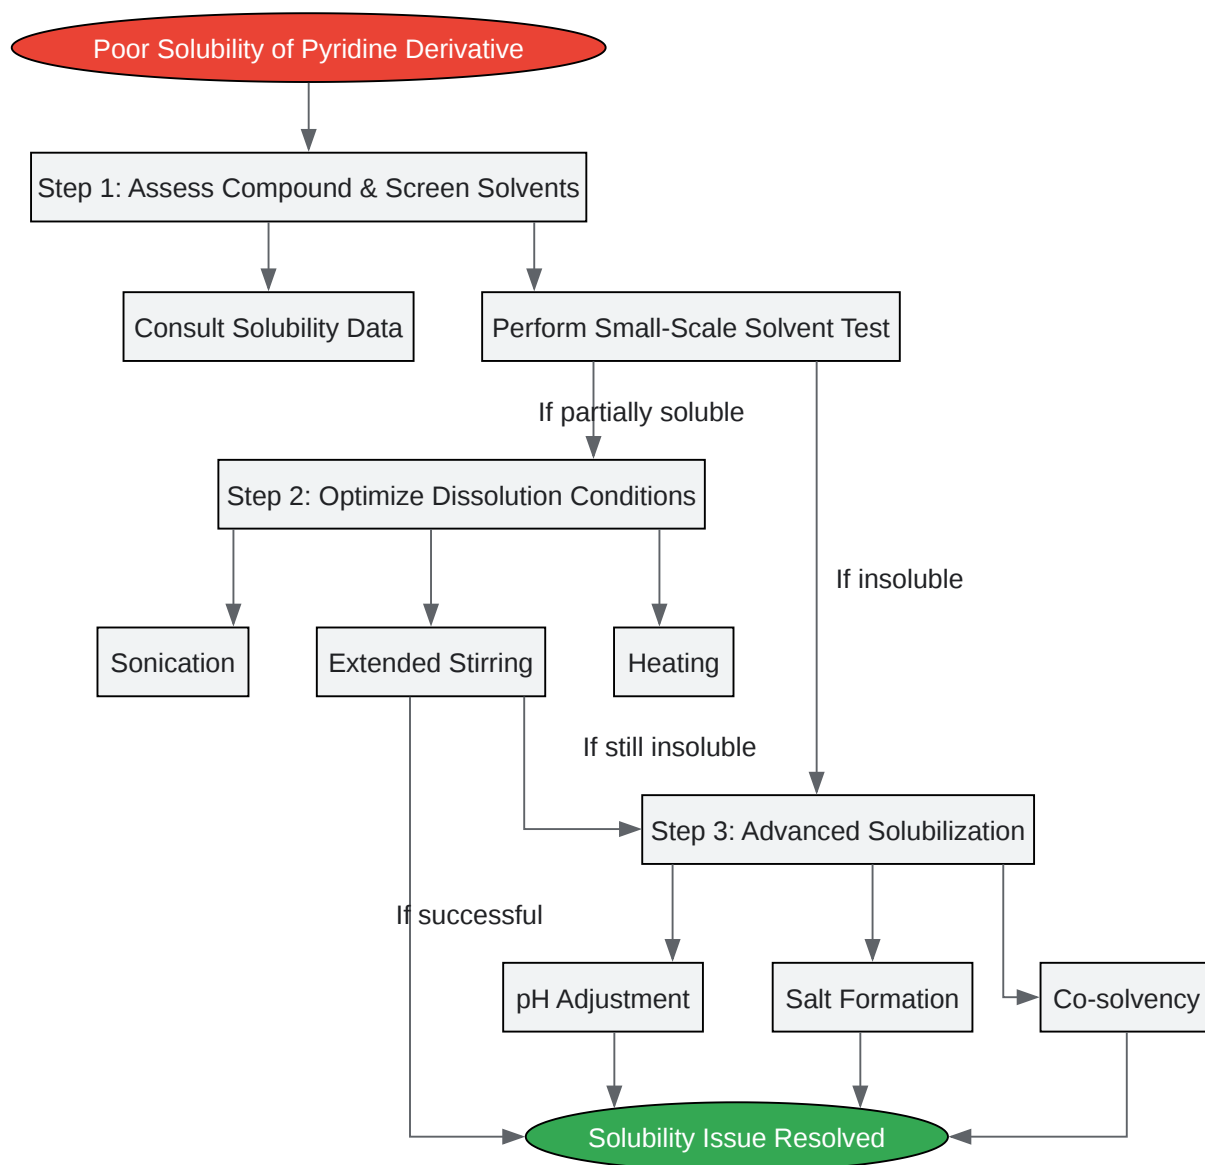 Poor Solubility of Pyridine Derivative
Step 1: Assess Compound & Screen Solvents
Consult Solubility Data
Perform Small-Scale Solvent Test
If partially soluble
Step 2: Optimize Dissolution Conditions
If insoluble
Sonication
Extended Stirring
Heating
If still insoluble
Step 3: Advanced Solubilization
If successful
pH Adjustment
Salt Formation
Co-solvency
Solubility Issue Resolved